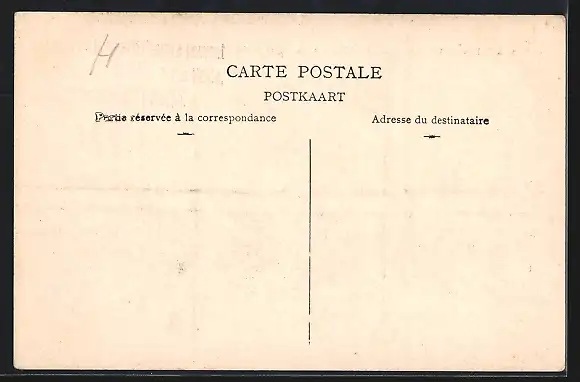 H
CARTE POSTALE
POSTKAART
Partie réservée à la correspondance
Adresse du destinataire